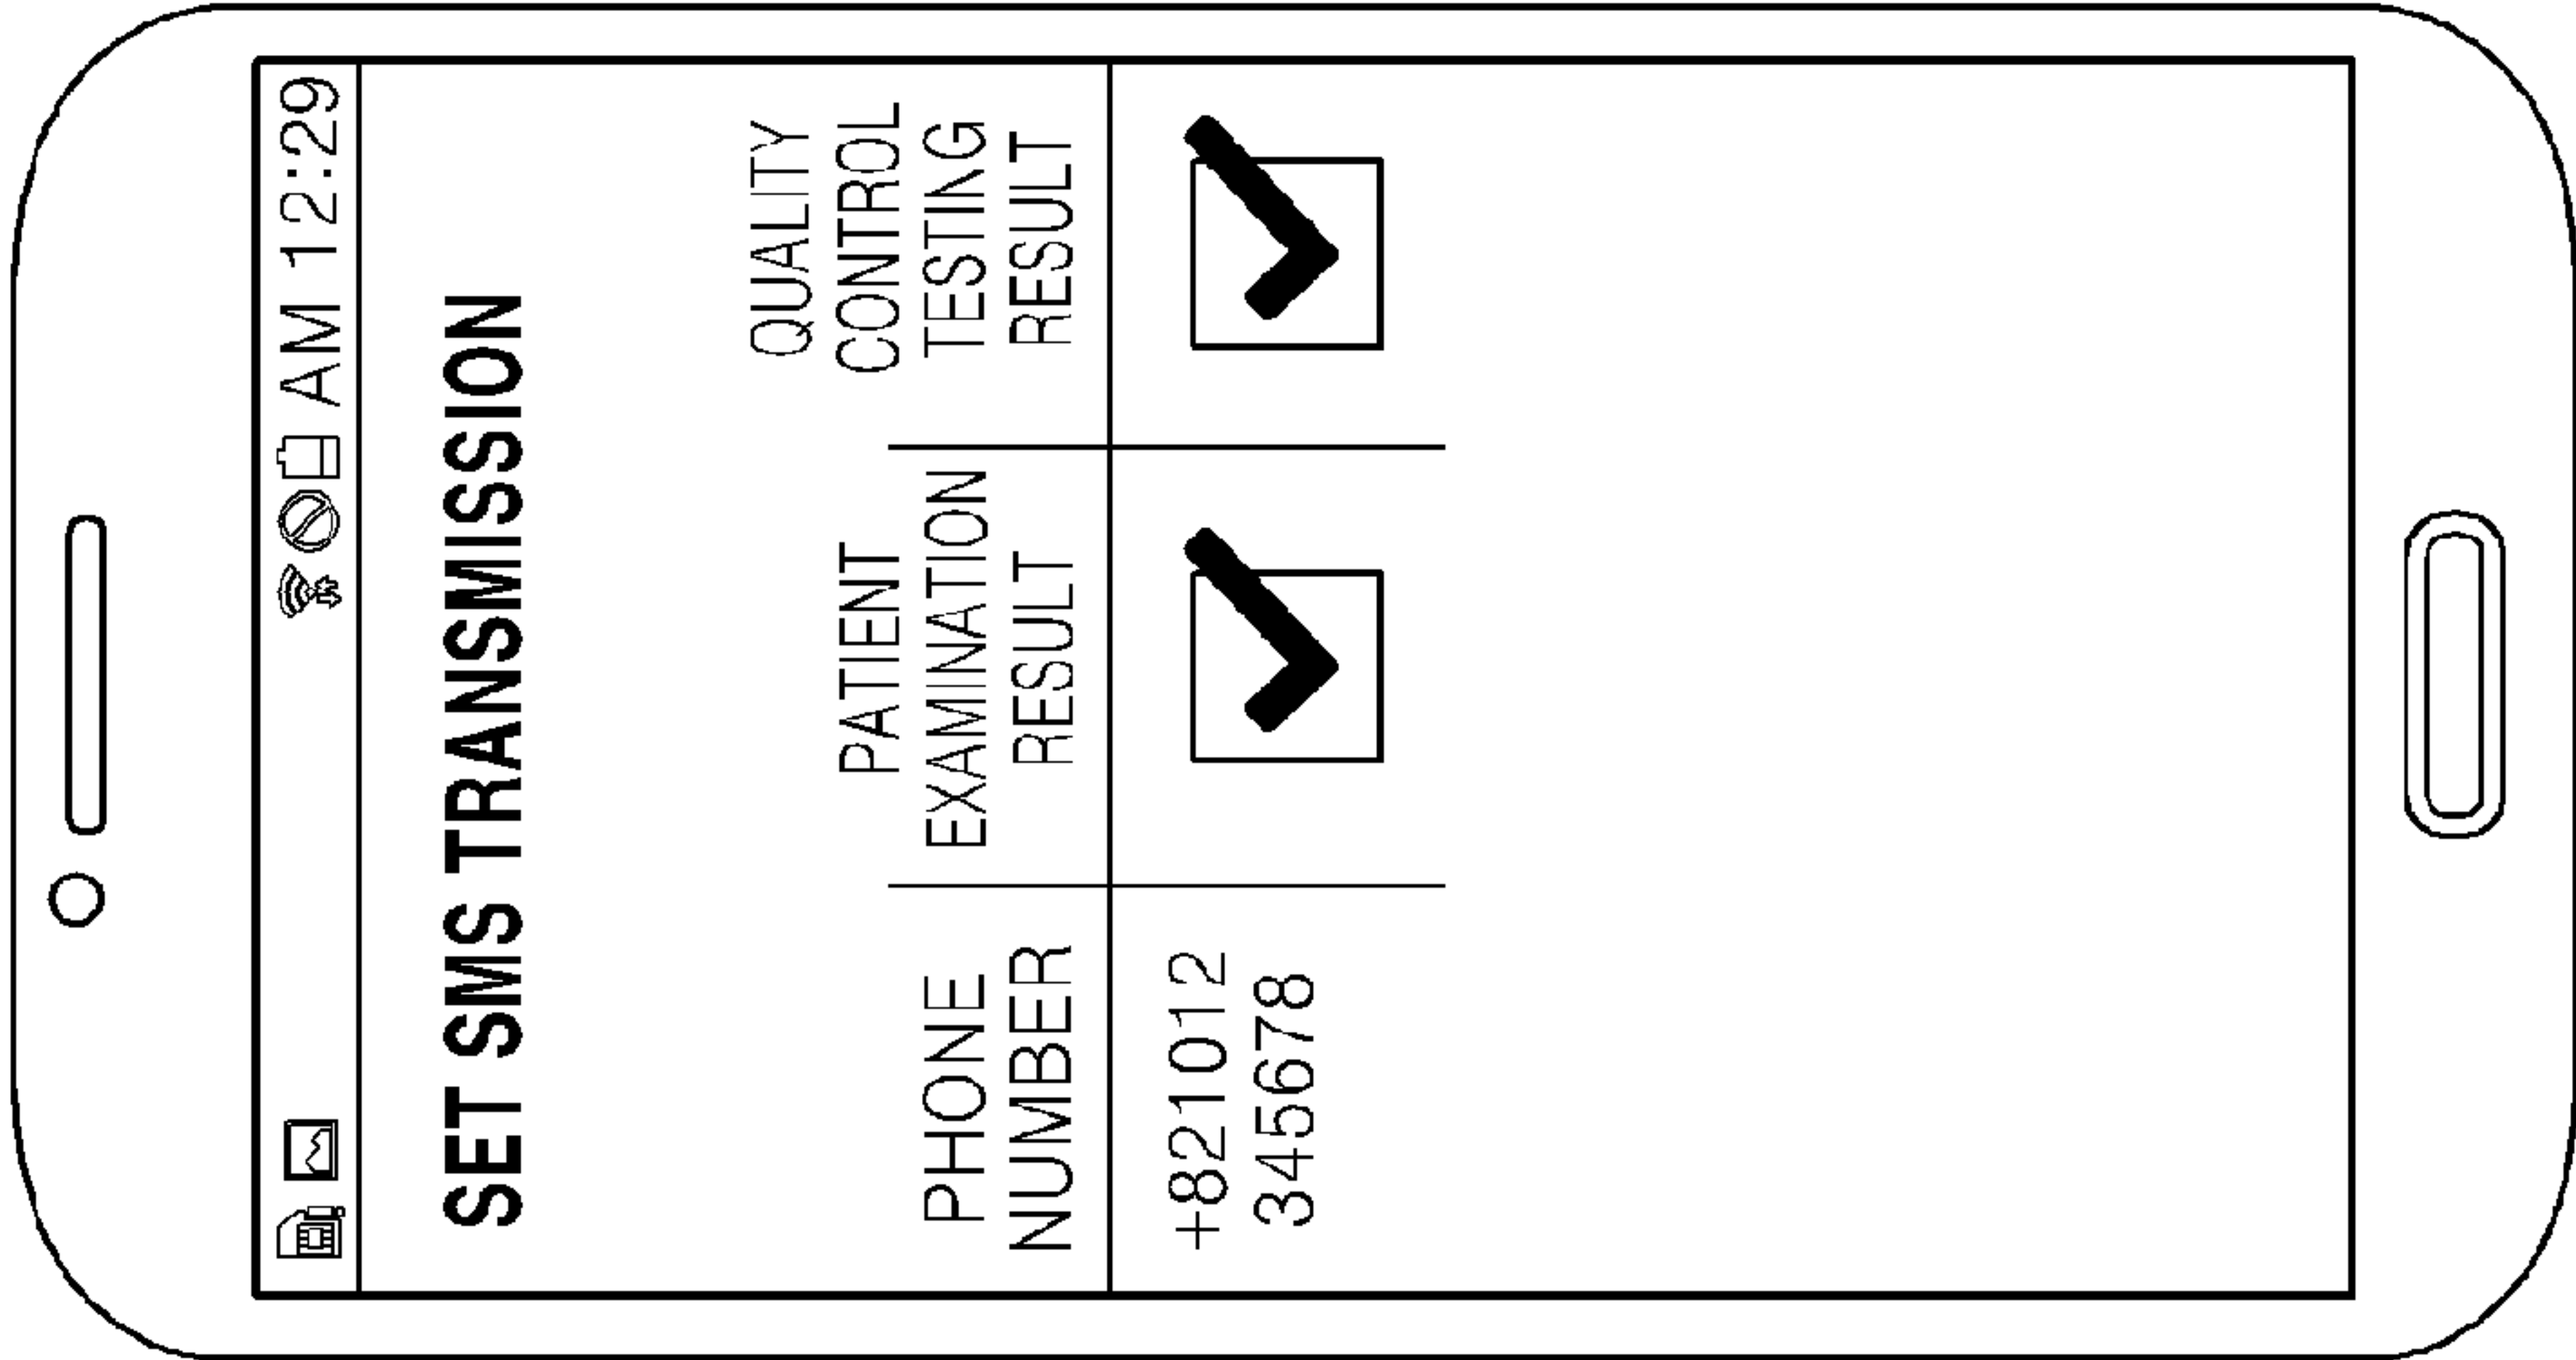 AM 12:29
SET SMS TRANSMISSION
PHONE
NUMBER
PATIENT
EXAMINATION
RESULT
QUALITY
CONTROL
TESTING
RESULT
+821012
345678